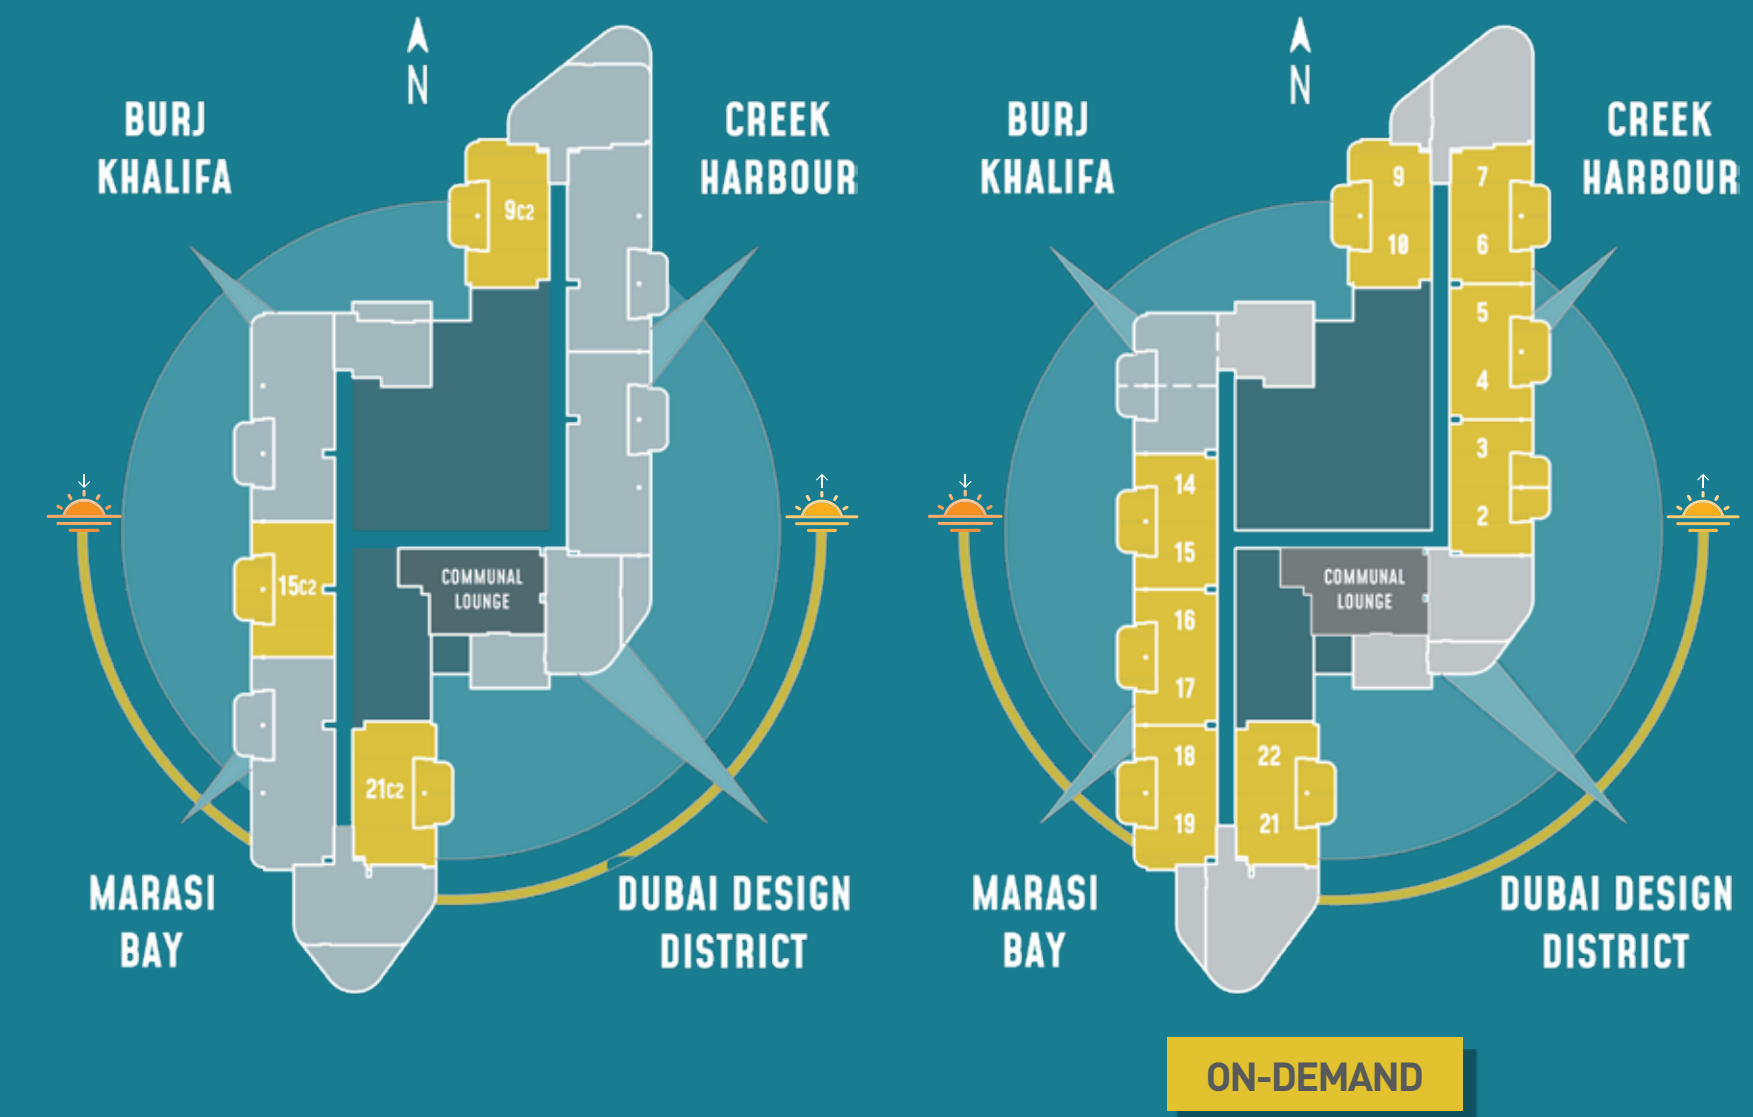 N
BURJ
KHALIFA
CREEK
HARBOUR
9C2
15C2
COMMUNAL
LOUNGE
21C2
MARASI
BAY
DUBAI DESIGN
DISTRICT
N
BURJ
KHALIFA
CREEK
HARBOUR
9
10
7
6
5
4
3
2
14
15
16
17
18
19
COMMUNAL
LOUNGE
22
21
MARASI
BAY
DUBAI DESIGN
DISTRICT
ON-DEMAND